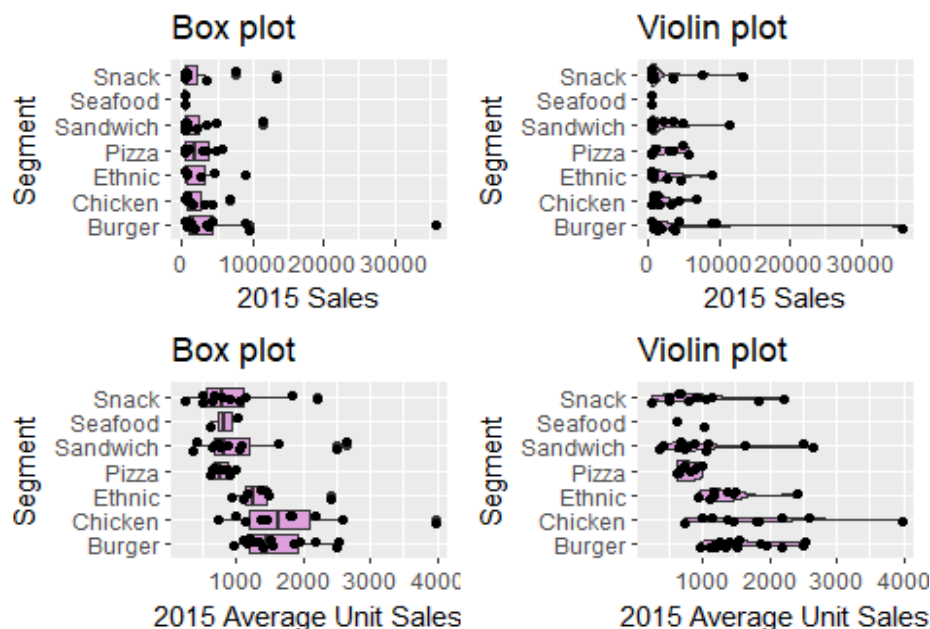 Box plot
Segment
Snack
Seafood
Sandwich
Pizza
Ethnic
Chicken
Burger
0 10000 20000 30000
2015 Sales
Violin plot
Segment
Snack
Seafood
Sandwich
Pizza
Ethnic
Chicken
Burger
0 10000 20000 30000
2015 Sales
Box plot
Segment
Snack
Seafood
Sandwich
Pizza
Ethnic
Chicken
Burger
1000 2000 3000 4000
2015 Average Unit Sales
Violin plot
Segment
Snack
Seafood
Sandwich
Pizza
Ethnic
Chicken
Burger
1000 2000 3000 4000
2015 Average Unit Sales